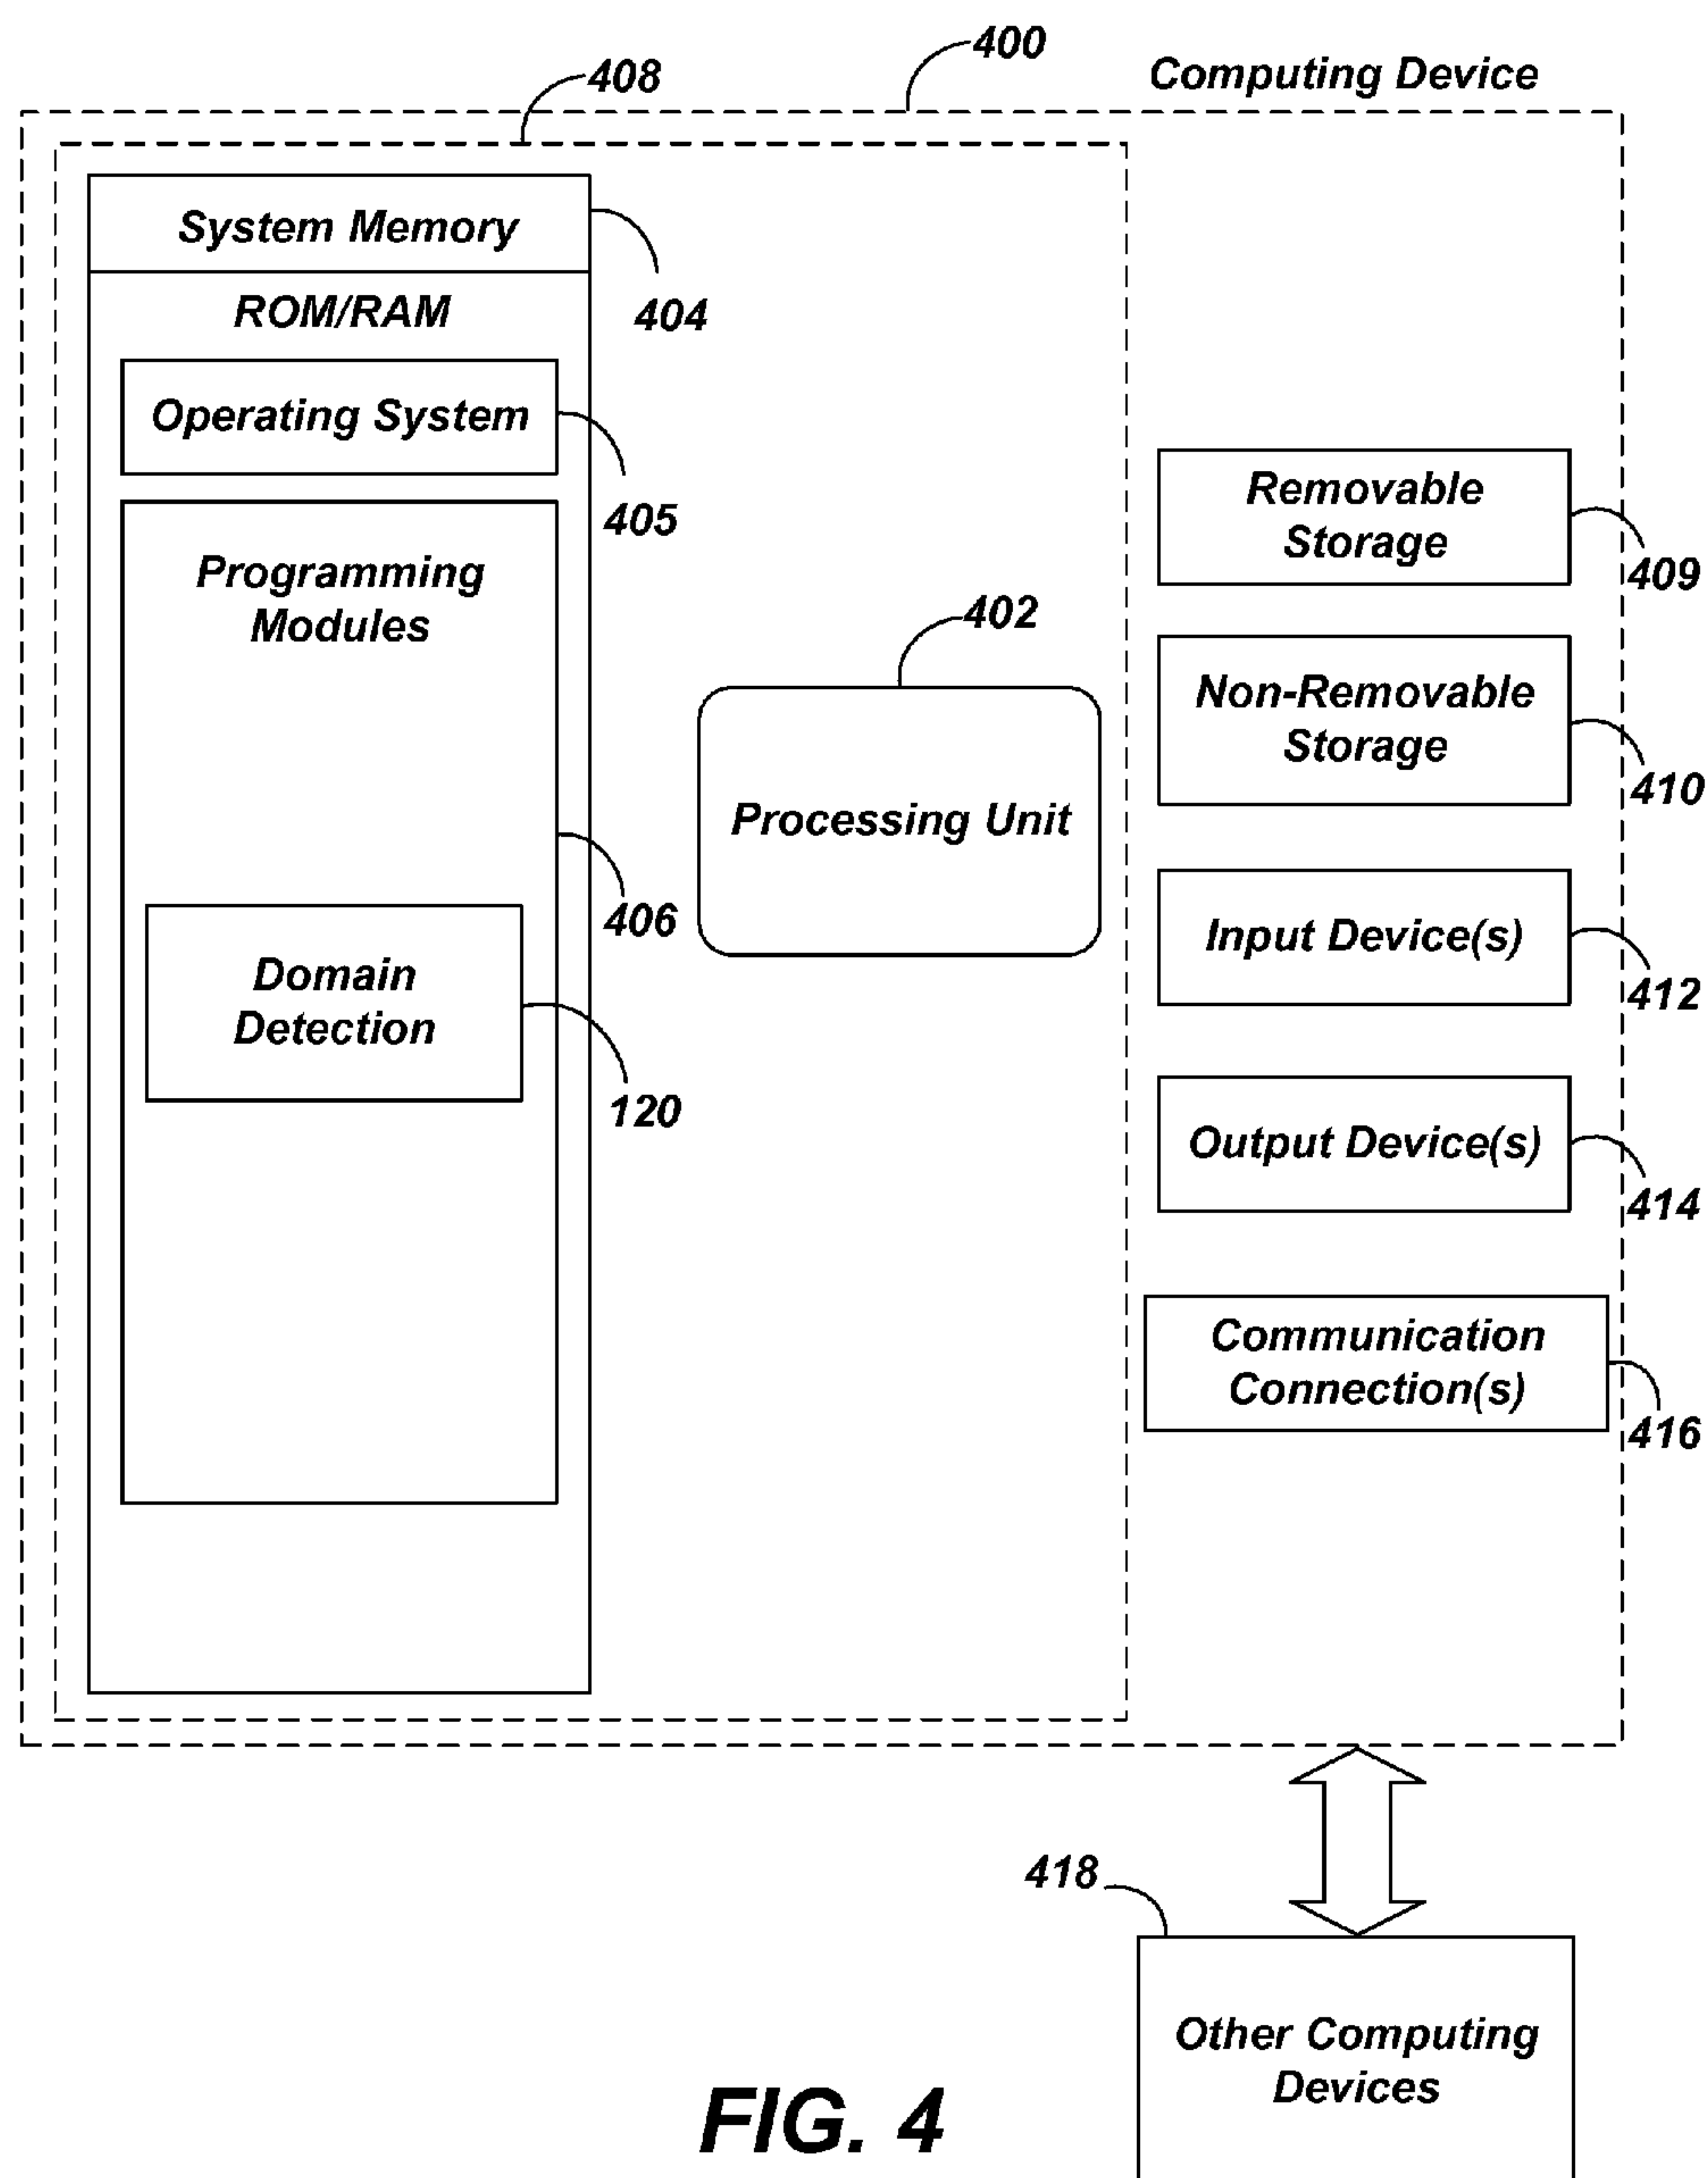 400
Computing Device
408
System Memory
404
ROM/RAM
Operating System
405
Programming
Modules
406
Domain
Detection
120
402
Processing Unit
Removable
Storage
409
Non-Removable
Storage
410
Input Device(s)
412
Output Device(s)
414
Communication
Connection(s)
416
418
Other Computing
Devices
FIG. 4